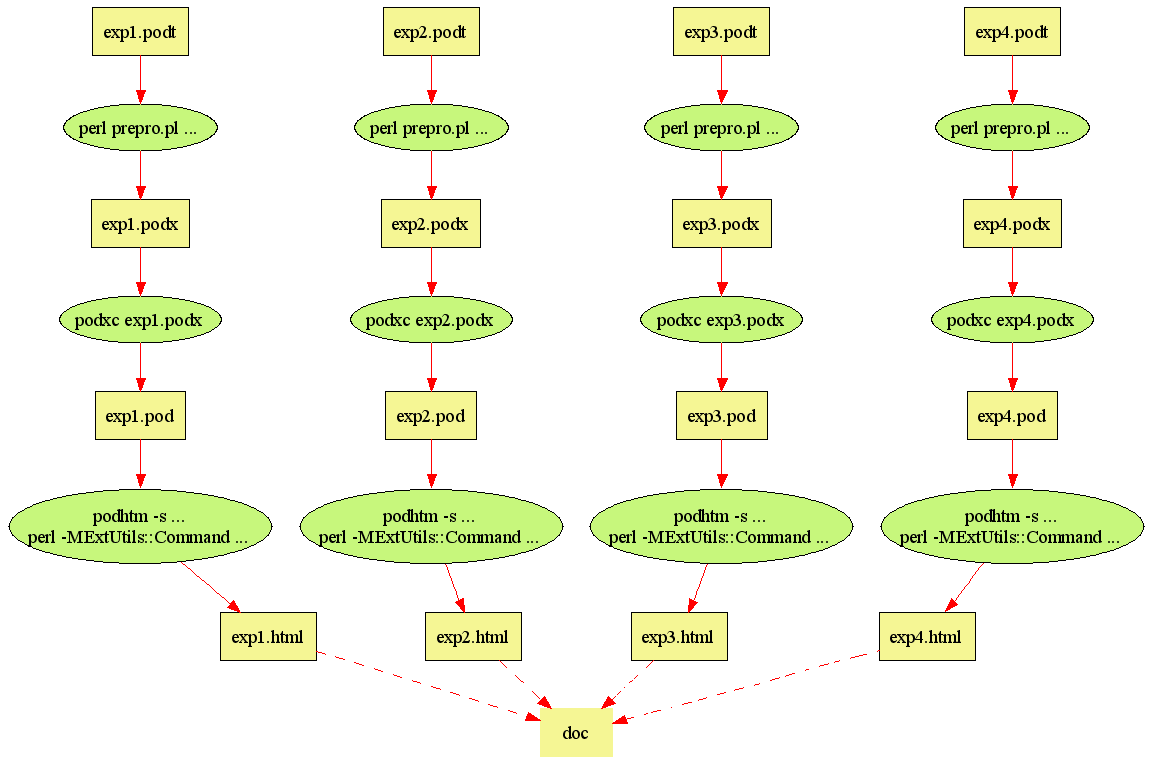 exp1.podt
exp2.podt
exp3.podt
exp4.podt
perl prepro.pl ...
perl prepro.pl ...
perl prepro.pl ...
perl prepro.pl ...
exp1.podx
exp2.podx
exp3.podx
exp4.podx
podxc exp1.podx
podxc exp2.podx
podxc exp3.podx
podxc exp4.podx
exp1.pod
exp2.pod
exp3.pod
exp4.pod
podhtm -s ...
perl -MExtUtils::Command ...
podhtm -s ...
perl -MExtUtils::Command ...
podhtm -s ...
perl -MExtUtils::Command ...
podhtm -s ...
perl -MExtUtils::Command ...
exp1.html
exp2.html
exp3.html
exp4.html
doc